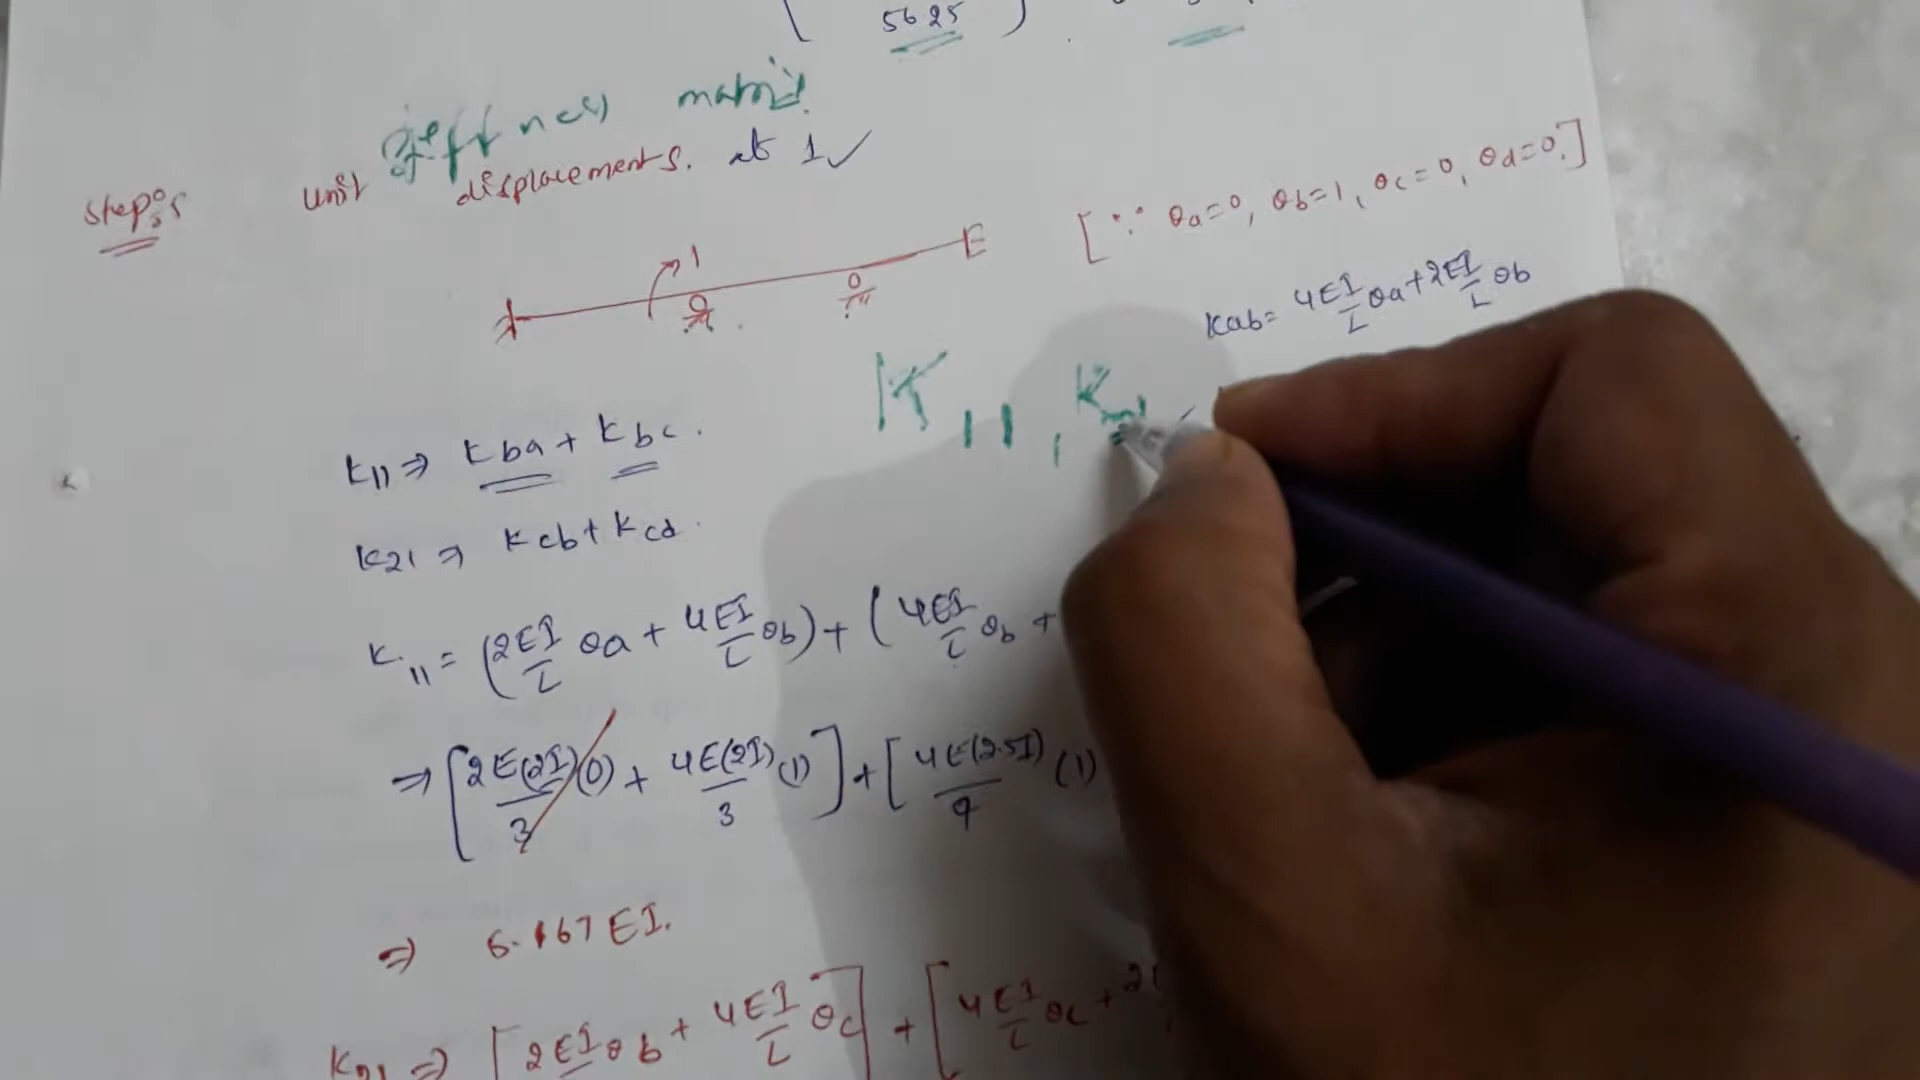 5625
stiffness matrix
Step:5 unit displacements. at 1 ✓
[∵ θa=0, θb=1, θc=0, θd=0.]
1
Kab= 4EI/L θa+2EI/L θb
K11, K21
K11 ⇒ Kba + Kbc.
K21 ⇒ Kcb+Kcd.
K11 = (2EI/L θa + 4EI/L θb) + (4EI/L θb +
⇒ [2E(2I)/3 (0) + 4E(2I)/3 (1)] + [4E(2.5I)/9 (1)
⇒ 6.167EI.
K21 ⇒ [2EI θb + 4EI/L θc] + [4EI/L θc +